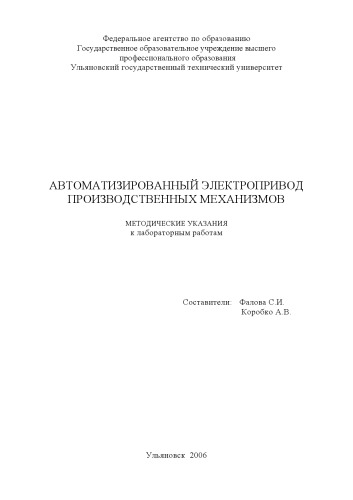 Федеральное агентство по образованию
Государственное образовательное учреждение высшего
профессионального образования
Ульяновский государственный технический университет
АВТОМАТИЗИРОВАННЫЙ ЭЛЕКТРОПРИВОД
ПРОИЗВОДСТВЕННЫХ МЕХАНИЗМОВ
МЕТОДИЧЕСКИЕ УКАЗАНИЯ
к лабораторным работам
Составители: Фалова С.И.
Коробко А.В.
Ульяновск 2006